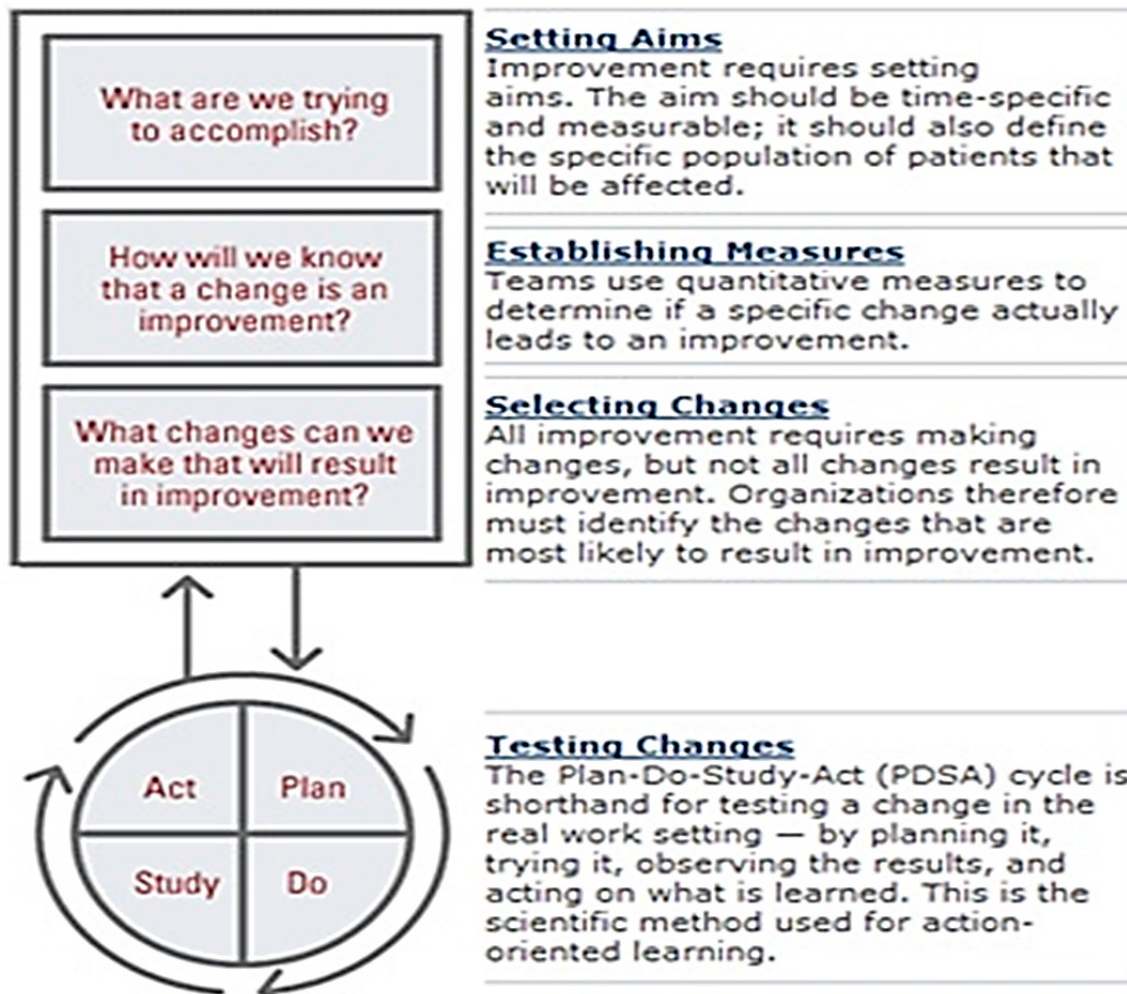 What are we trying
to accomplish?
How will we know
that a change is an
improvement?
What changes can we
make that will result
in improvement?
Act
Plan
Study
Do
Setting Aims
Improvement requires setting
aims. The aim should be time-specific
and measurable; it should also define
the specific population of patients that
will be affected.
Establishing Measures
Teams use quantitative measures to
determine if a specific change actually
leads to an improvement.
Selecting Changes
All improvement requires making
changes, but not all changes result in
improvement. Organizations therefore
must identify the changes that are
most likely to result in improvement.
Testing Changes
The Plan-Do-Study-Act (PDSA) cycle is
shorthand for testing a change in the
real work setting — by planning it,
trying it, observing the results, and
acting on what is learned. This is the
scientific method used for action-
oriented learning.